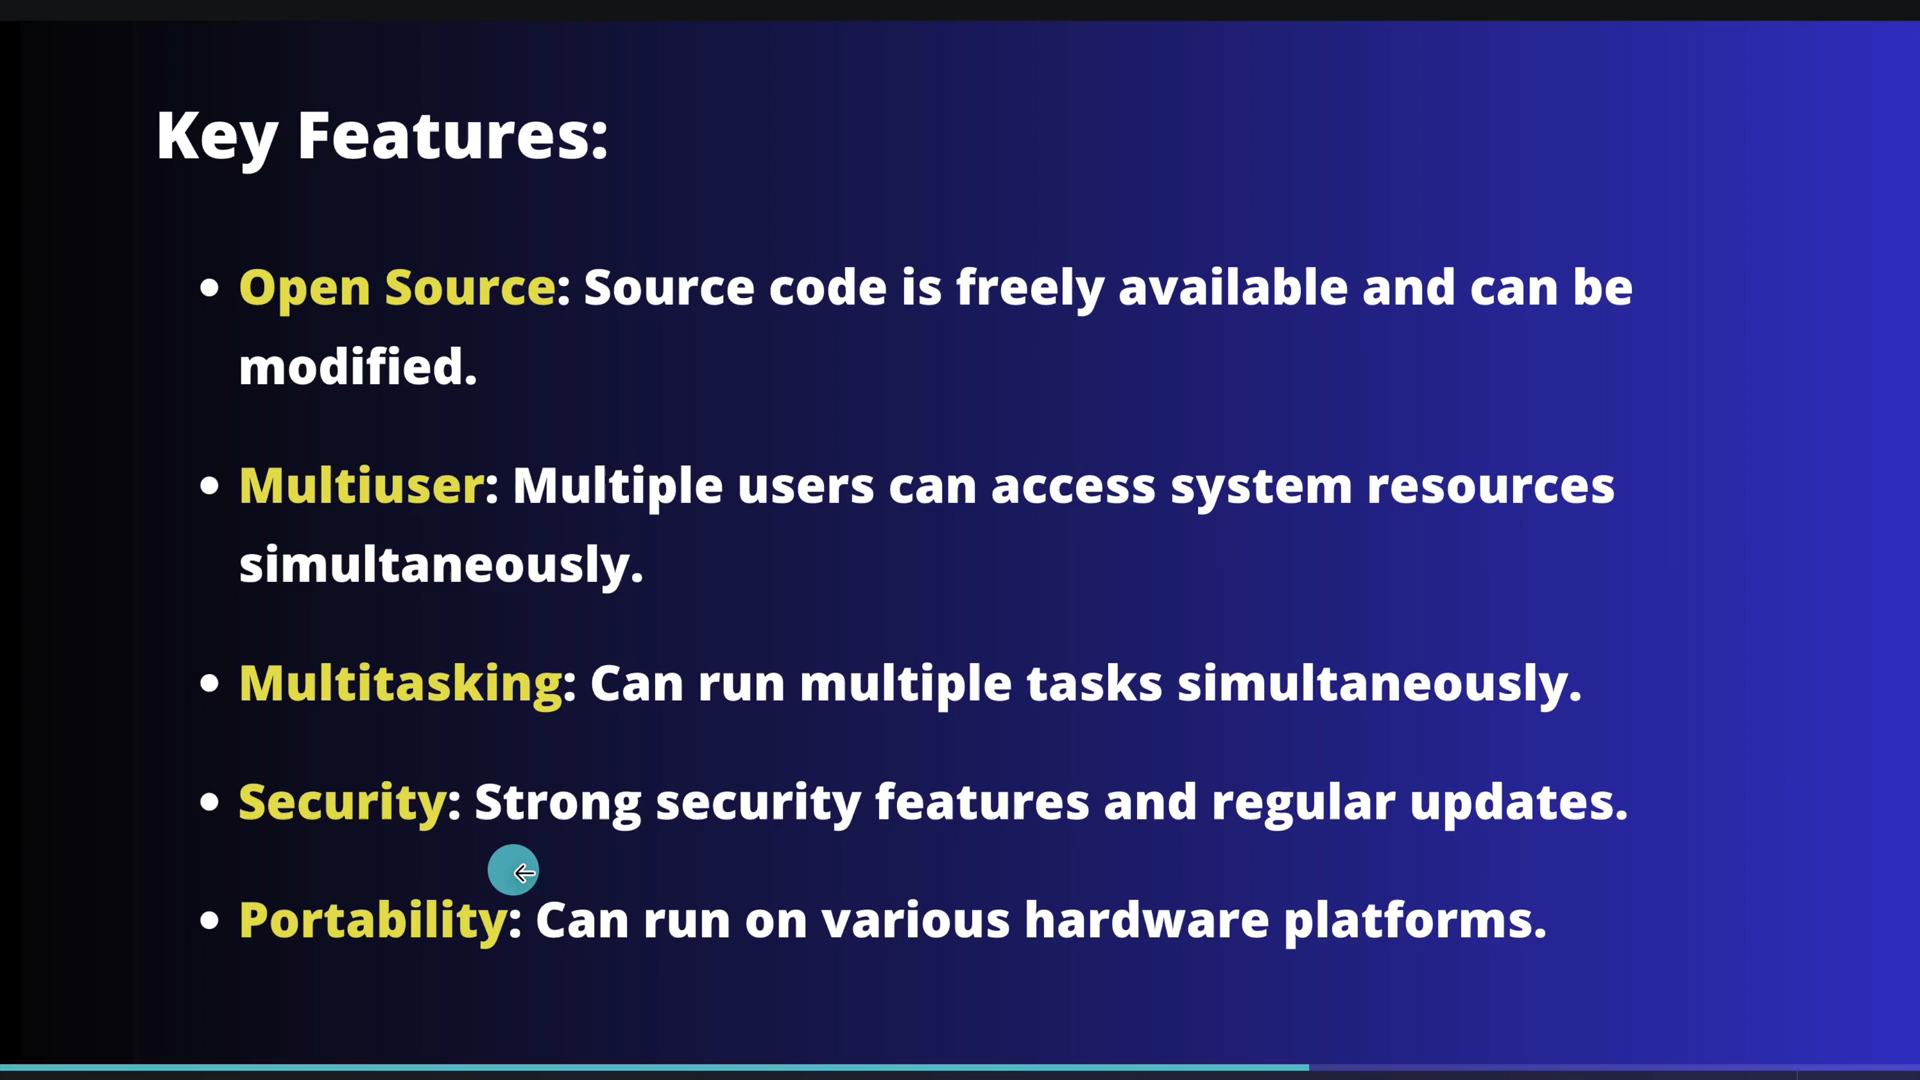 Key Features:
• Open Source: Source code is freely available and can be
modified.
• Multiuser: Multiple users can access system resources
simultaneously.
• Multitasking: Can run multiple tasks simultaneously.
• Security: Strong security features and regular updates.
• Portability: Can run on various hardware platforms.